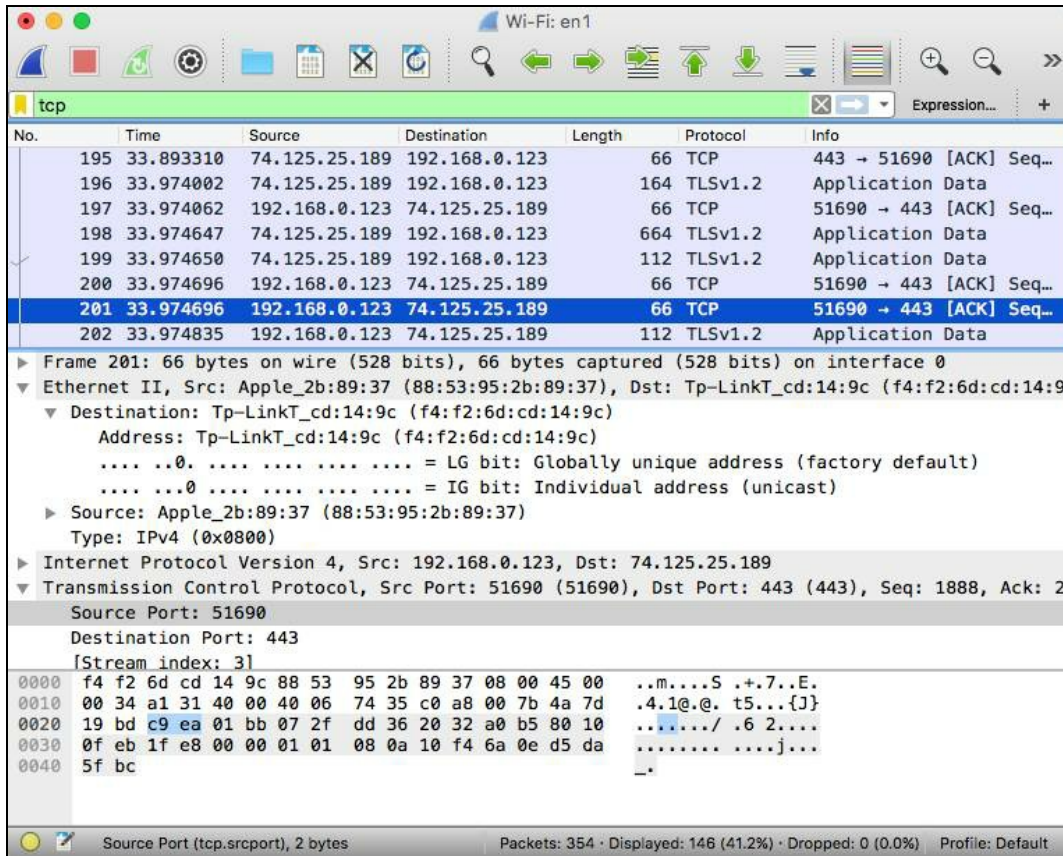 Wi-Fi: en1
tcp
Expression... +
No. Time Source Destination Length Protocol Info
195 33.893310 74.125.25.189 192.168.0.123 66 TCP 443 → 51690 [ACK] Seq…
196 33.974002 74.125.25.189 192.168.0.123 164 TLSv1.2 Application Data
197 33.974062 192.168.0.123 74.125.25.189 66 TCP 51690 → 443 [ACK] Seq…
198 33.974647 74.125.25.189 192.168.0.123 664 TLSv1.2 Application Data
199 33.974650 74.125.25.189 192.168.0.123 112 TLSv1.2 Application Data
200 33.974696 192.168.0.123 74.125.25.189 66 TCP 51690 → 443 [ACK] Seq…
201 33.974696 192.168.0.123 74.125.25.189 66 TCP 51690 → 443 [ACK] Seq…
202 33.974835 192.168.0.123 74.125.25.189 112 TLSv1.2 Application Data
Frame 201: 66 bytes on wire (528 bits), 66 bytes captured (528 bits) on interface 0
Ethernet II, Src: Apple_2b:89:37 (88:53:95:2b:89:37), Dst: Tp-LinkT_cd:14:9c (f4:f2:6d:cd:14:9
Destination: Tp-LinkT_cd:14:9c (f4:f2:6d:cd:14:9c)
Address: Tp-LinkT_cd:14:9c (f4:f2:6d:cd:14:9c)
.... ..0. .... .... .... .... = LG bit: Globally unique address (factory default)
.... ...0 .... .... .... .... = IG bit: Individual address (unicast)
Source: Apple_2b:89:37 (88:53:95:2b:89:37)
Type: IPv4 (0x0800)
Internet Protocol Version 4, Src: 192.168.0.123, Dst: 74.125.25.189
Transmission Control Protocol, Src Port: 51690 (51690), Dst Port: 443 (443), Seq: 1888, Ack: 2
Source Port: 51690
Destination Port: 443
[Stream index: 3]
0000 f4 f2 6d cd 14 9c 88 53 95 2b 89 37 08 00 45 00 ..m....S .+.7..E.
0010 00 34 a1 31 40 00 40 06 74 35 c0 a8 00 7b 4a 7d .4.1@.@. t5...{J}
0020 19 bd c9 ea 01 bb 07 2f dd 36 20 32 a0 b5 80 10 ......./ .6 2....
0030 0f eb 1f e8 00 00 01 01 08 0a 10 f4 6a 0e d5 da ........ ....j...
0040 5f bc _.
Source Port (tcp.srcport), 2 bytes Packets: 354 · Displayed: 146 (41.2%) · Dropped: 0 (0.0%) Profile: Default